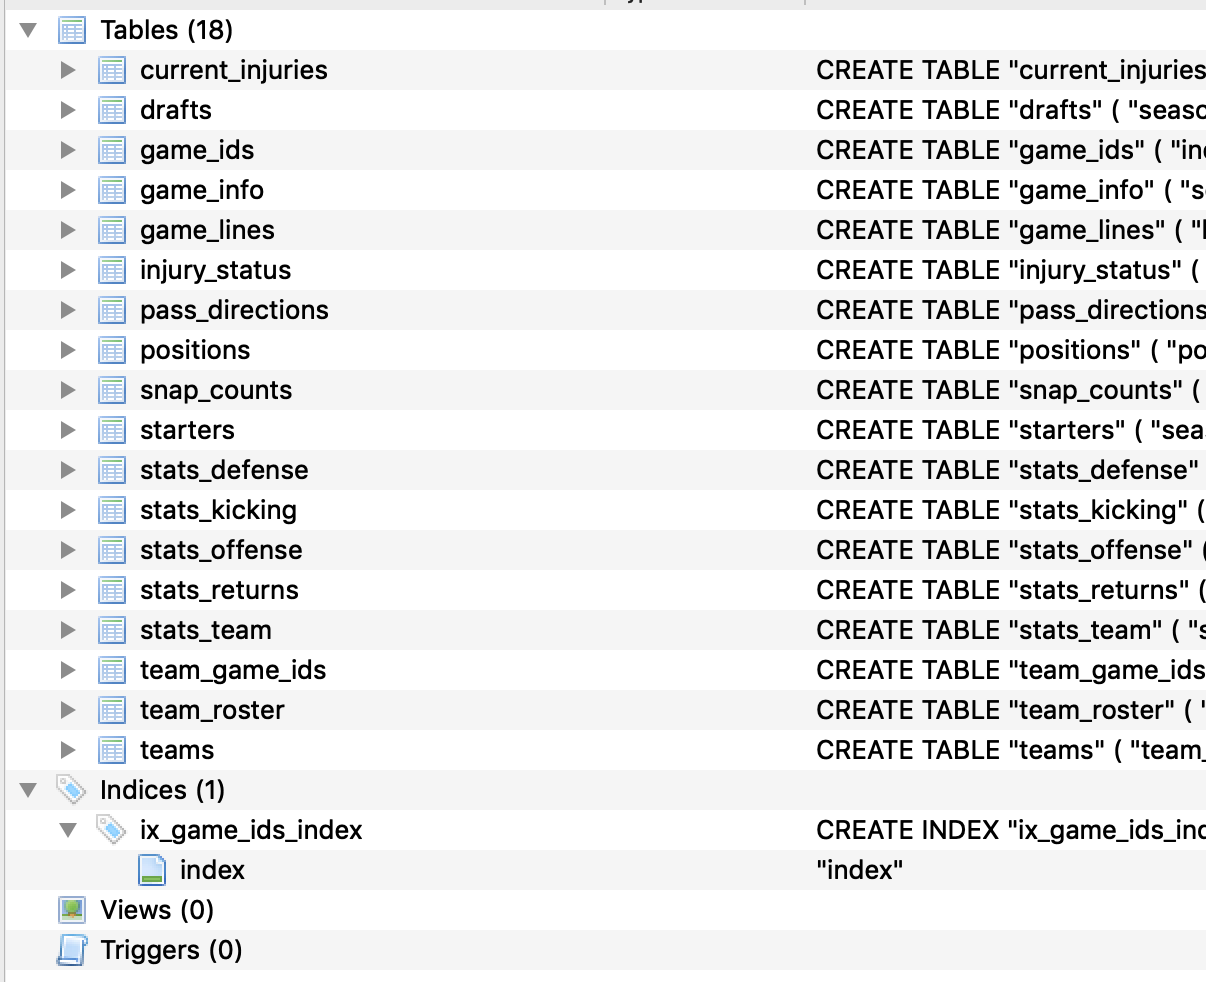 Tables (18)
current_injuries CREATE TABLE "current_injuries
drafts CREATE TABLE "drafts" ( "seaso
game_ids CREATE TABLE "game_ids" ( "in
game_info CREATE TABLE "game_info" ( "s
game_lines CREATE TABLE "game_lines" ( "
injury_status CREATE TABLE "injury_status" (
pass_directions CREATE TABLE "pass_directions
positions CREATE TABLE "positions" ( "po
snap_counts CREATE TABLE "snap_counts" (
starters CREATE TABLE "starters" ( "sea
stats_defense CREATE TABLE "stats_defense"
stats_kicking CREATE TABLE "stats_kicking" (
stats_offense CREATE TABLE "stats_offense" (
stats_returns CREATE TABLE "stats_returns" (
stats_team CREATE TABLE "stats_team" ( "s
team_game_ids CREATE TABLE "team_game_ids
team_roster CREATE TABLE "team_roster" ( "
teams CREATE TABLE "teams" ( "team_
Indices (1)
ix_game_ids_index CREATE INDEX "ix_game_ids_ind
index "index"
Views (0)
Triggers (0)